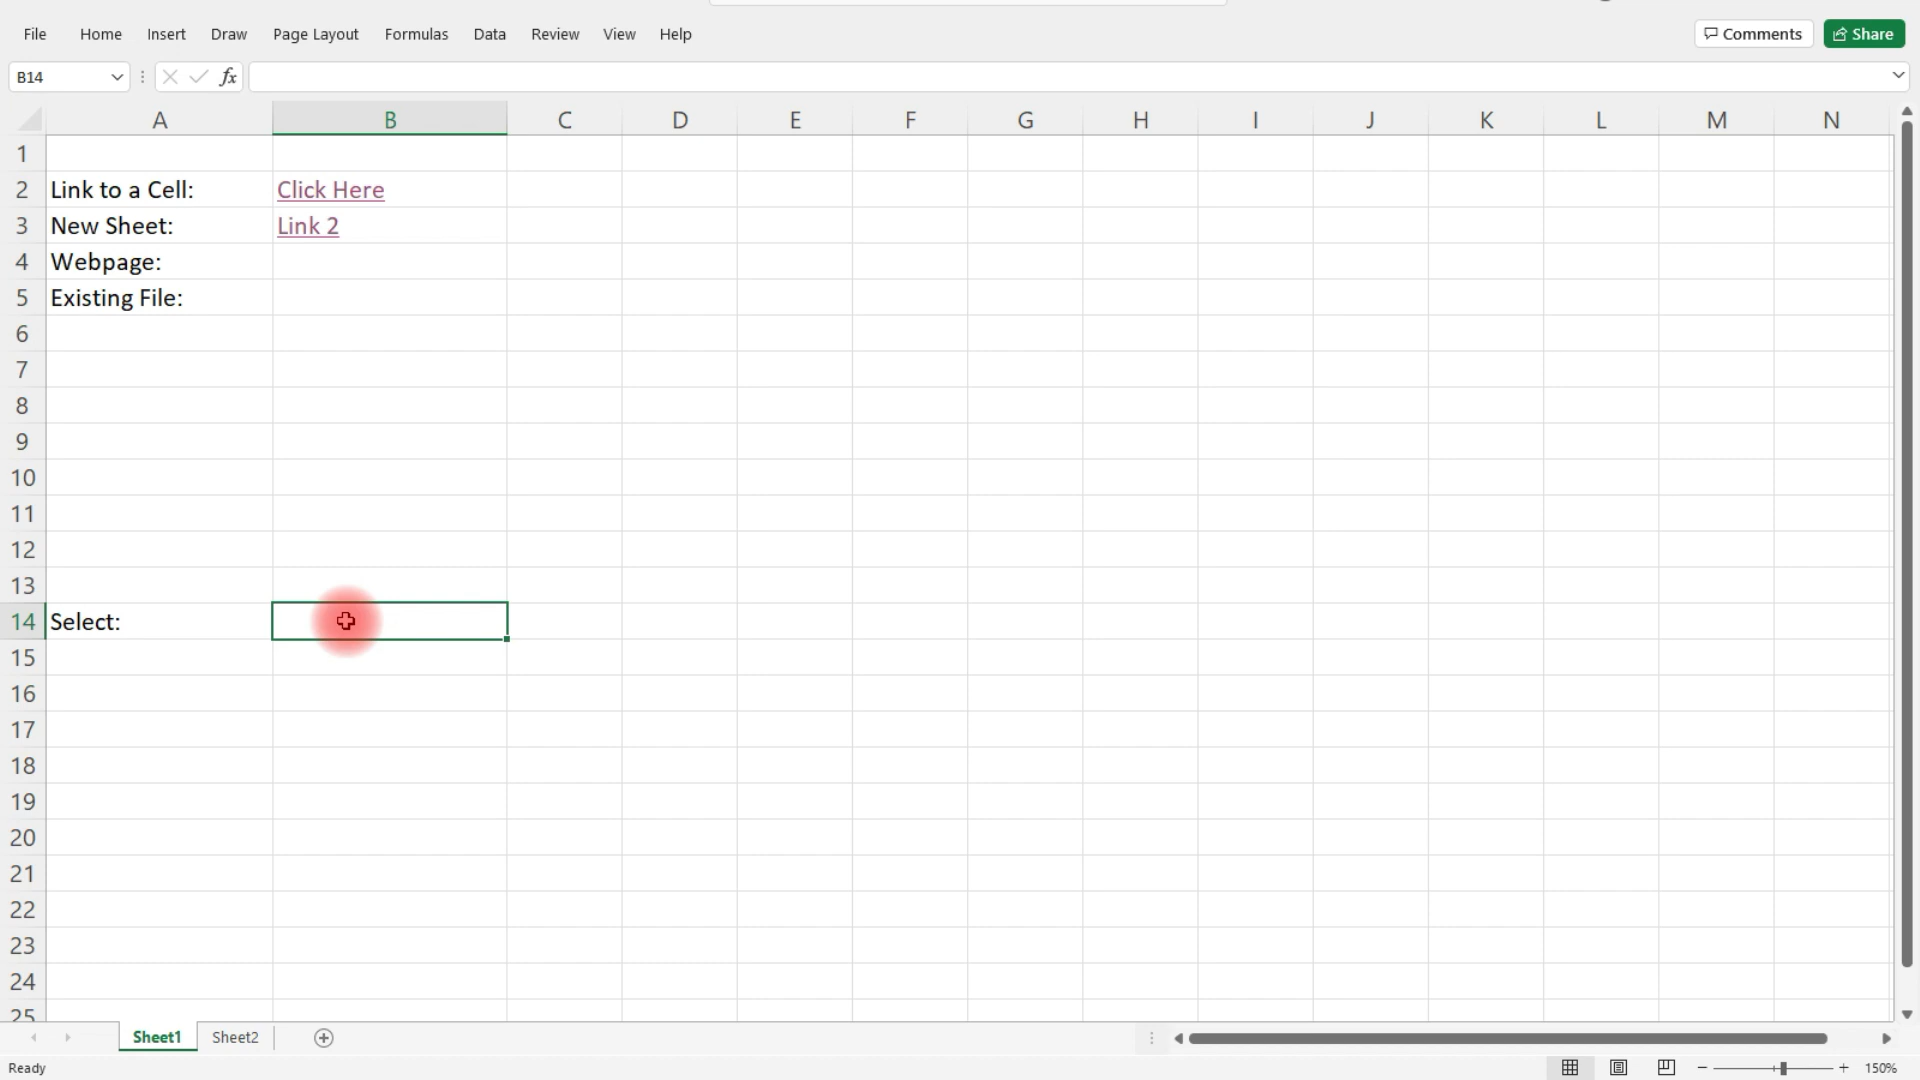 File Home Insert Draw Page Layout Formulas Data Review View Help Comments Share
B14 fx
A B C D E F G H I J K L M N
1
2 Link to a Cell: Click Here
3 New Sheet: Link 2
4 Webpage:
5 Existing File:
6
7
8
9
10
11
12
13
14 Select:
15
16
17
18
19
20
21
22
23
24
25
Sheet1 Sheet2
Ready 150%